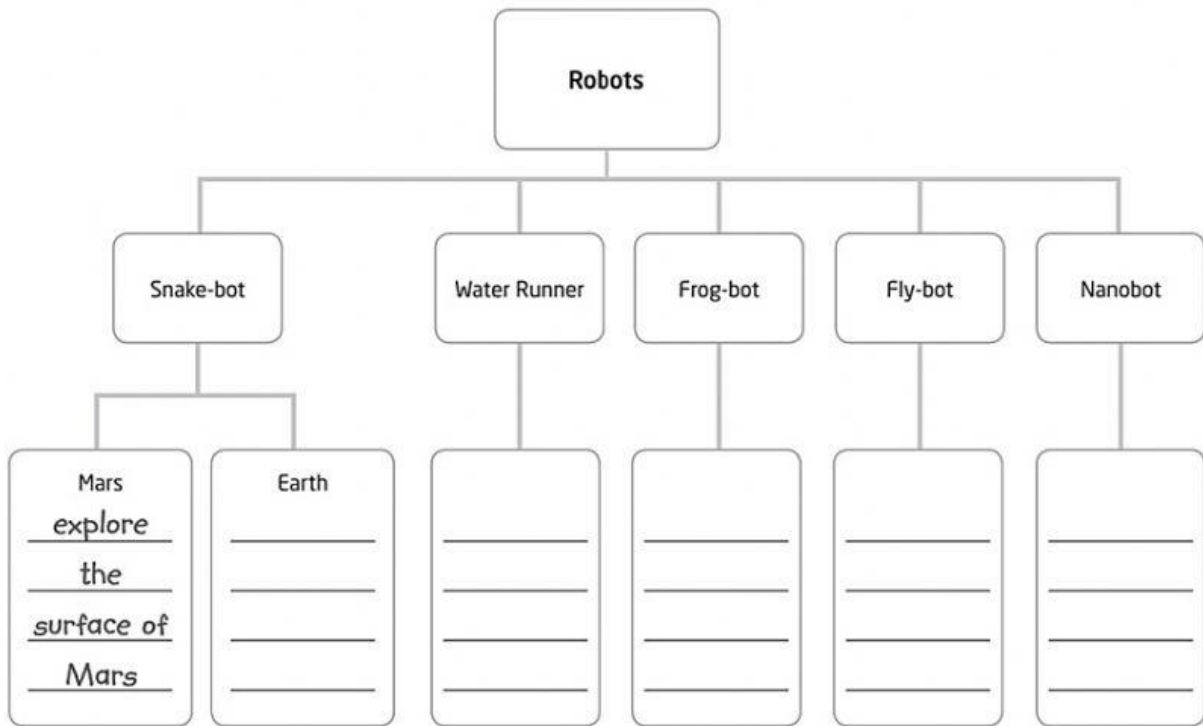 Robots
Snake-bot
Water Runner
Frog-bot
Fly-bot
Nanobot
Mars
explore
the
surface of
Mars
Earth